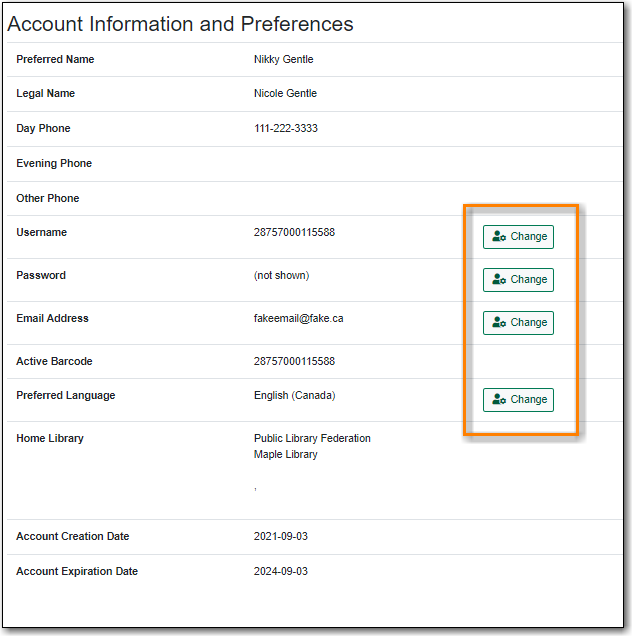 Account Information and Preferences
Preferred Name Nikky Gentle
Legal Name Nicole Gentle
Day Phone 111-222-3333
Evening Phone
Other Phone
Username 28757000115588 Change
Password (not shown) Change
Email Address fakeemail@fake.ca Change
Active Barcode 28757000115588
Preferred Language English (Canada) Change
Home Library Public Library Federation
Maple Library
,
Account Creation Date 2021-09-03
Account Expiration Date 2024-09-03